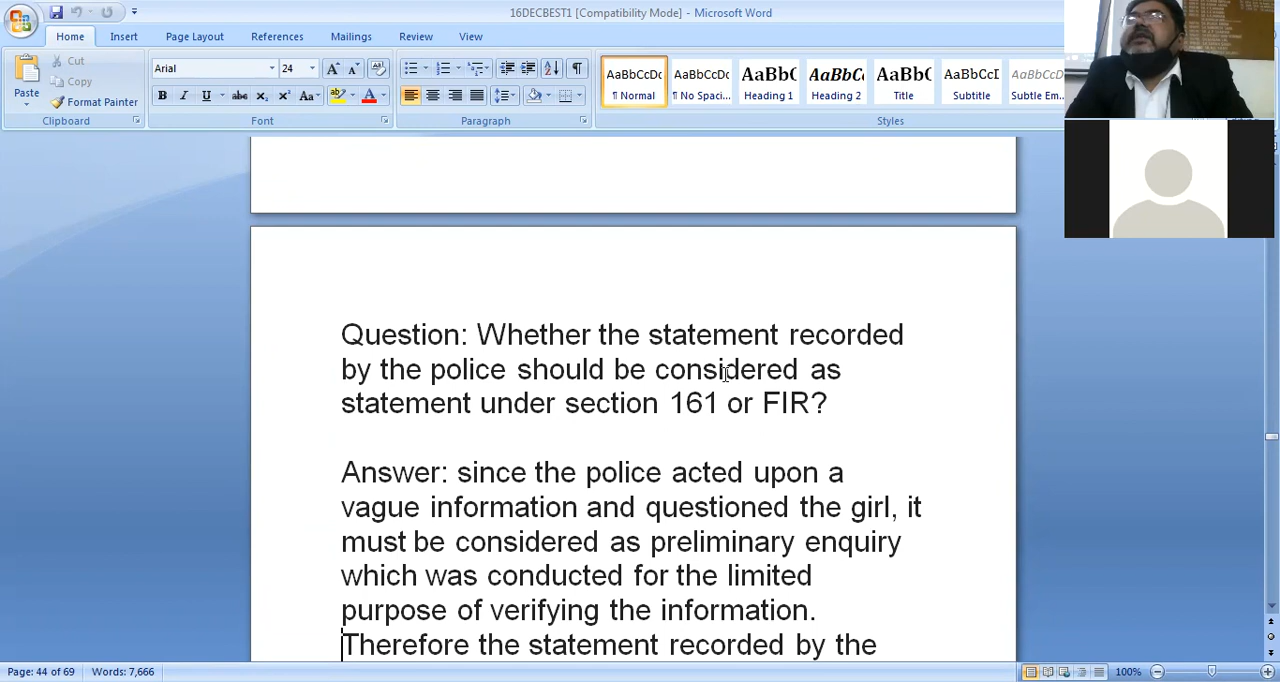 16DECBEST1 [Compatibility Mode] - Microsoft Word
Home Insert Page Layout References Mailings Review View
Paste
Cut
Copy
Format Painter
Clipboard
Arial 24
B I U abc X₂ X² Aa
Font
Paragraph
AaBbCcDc AaBbCcDc AaBbC AaBbC AaBbC AaBbCcI AaBbCcD
¶ Normal ¶ No Spaci... Heading 1 Heading 2 Title Subtitle Subtle Em...
Styles
Question: Whether the statement recorded
by the police should be considered as
statement under section 161 or FIR?
Answer: since the police acted upon a
vague information and questioned the girl, it
must be considered as preliminary enquiry
which was conducted for the limited
purpose of verifying the information.
Therefore the statement recorded by the
Page: 44 of 69 Words: 7,666 100%